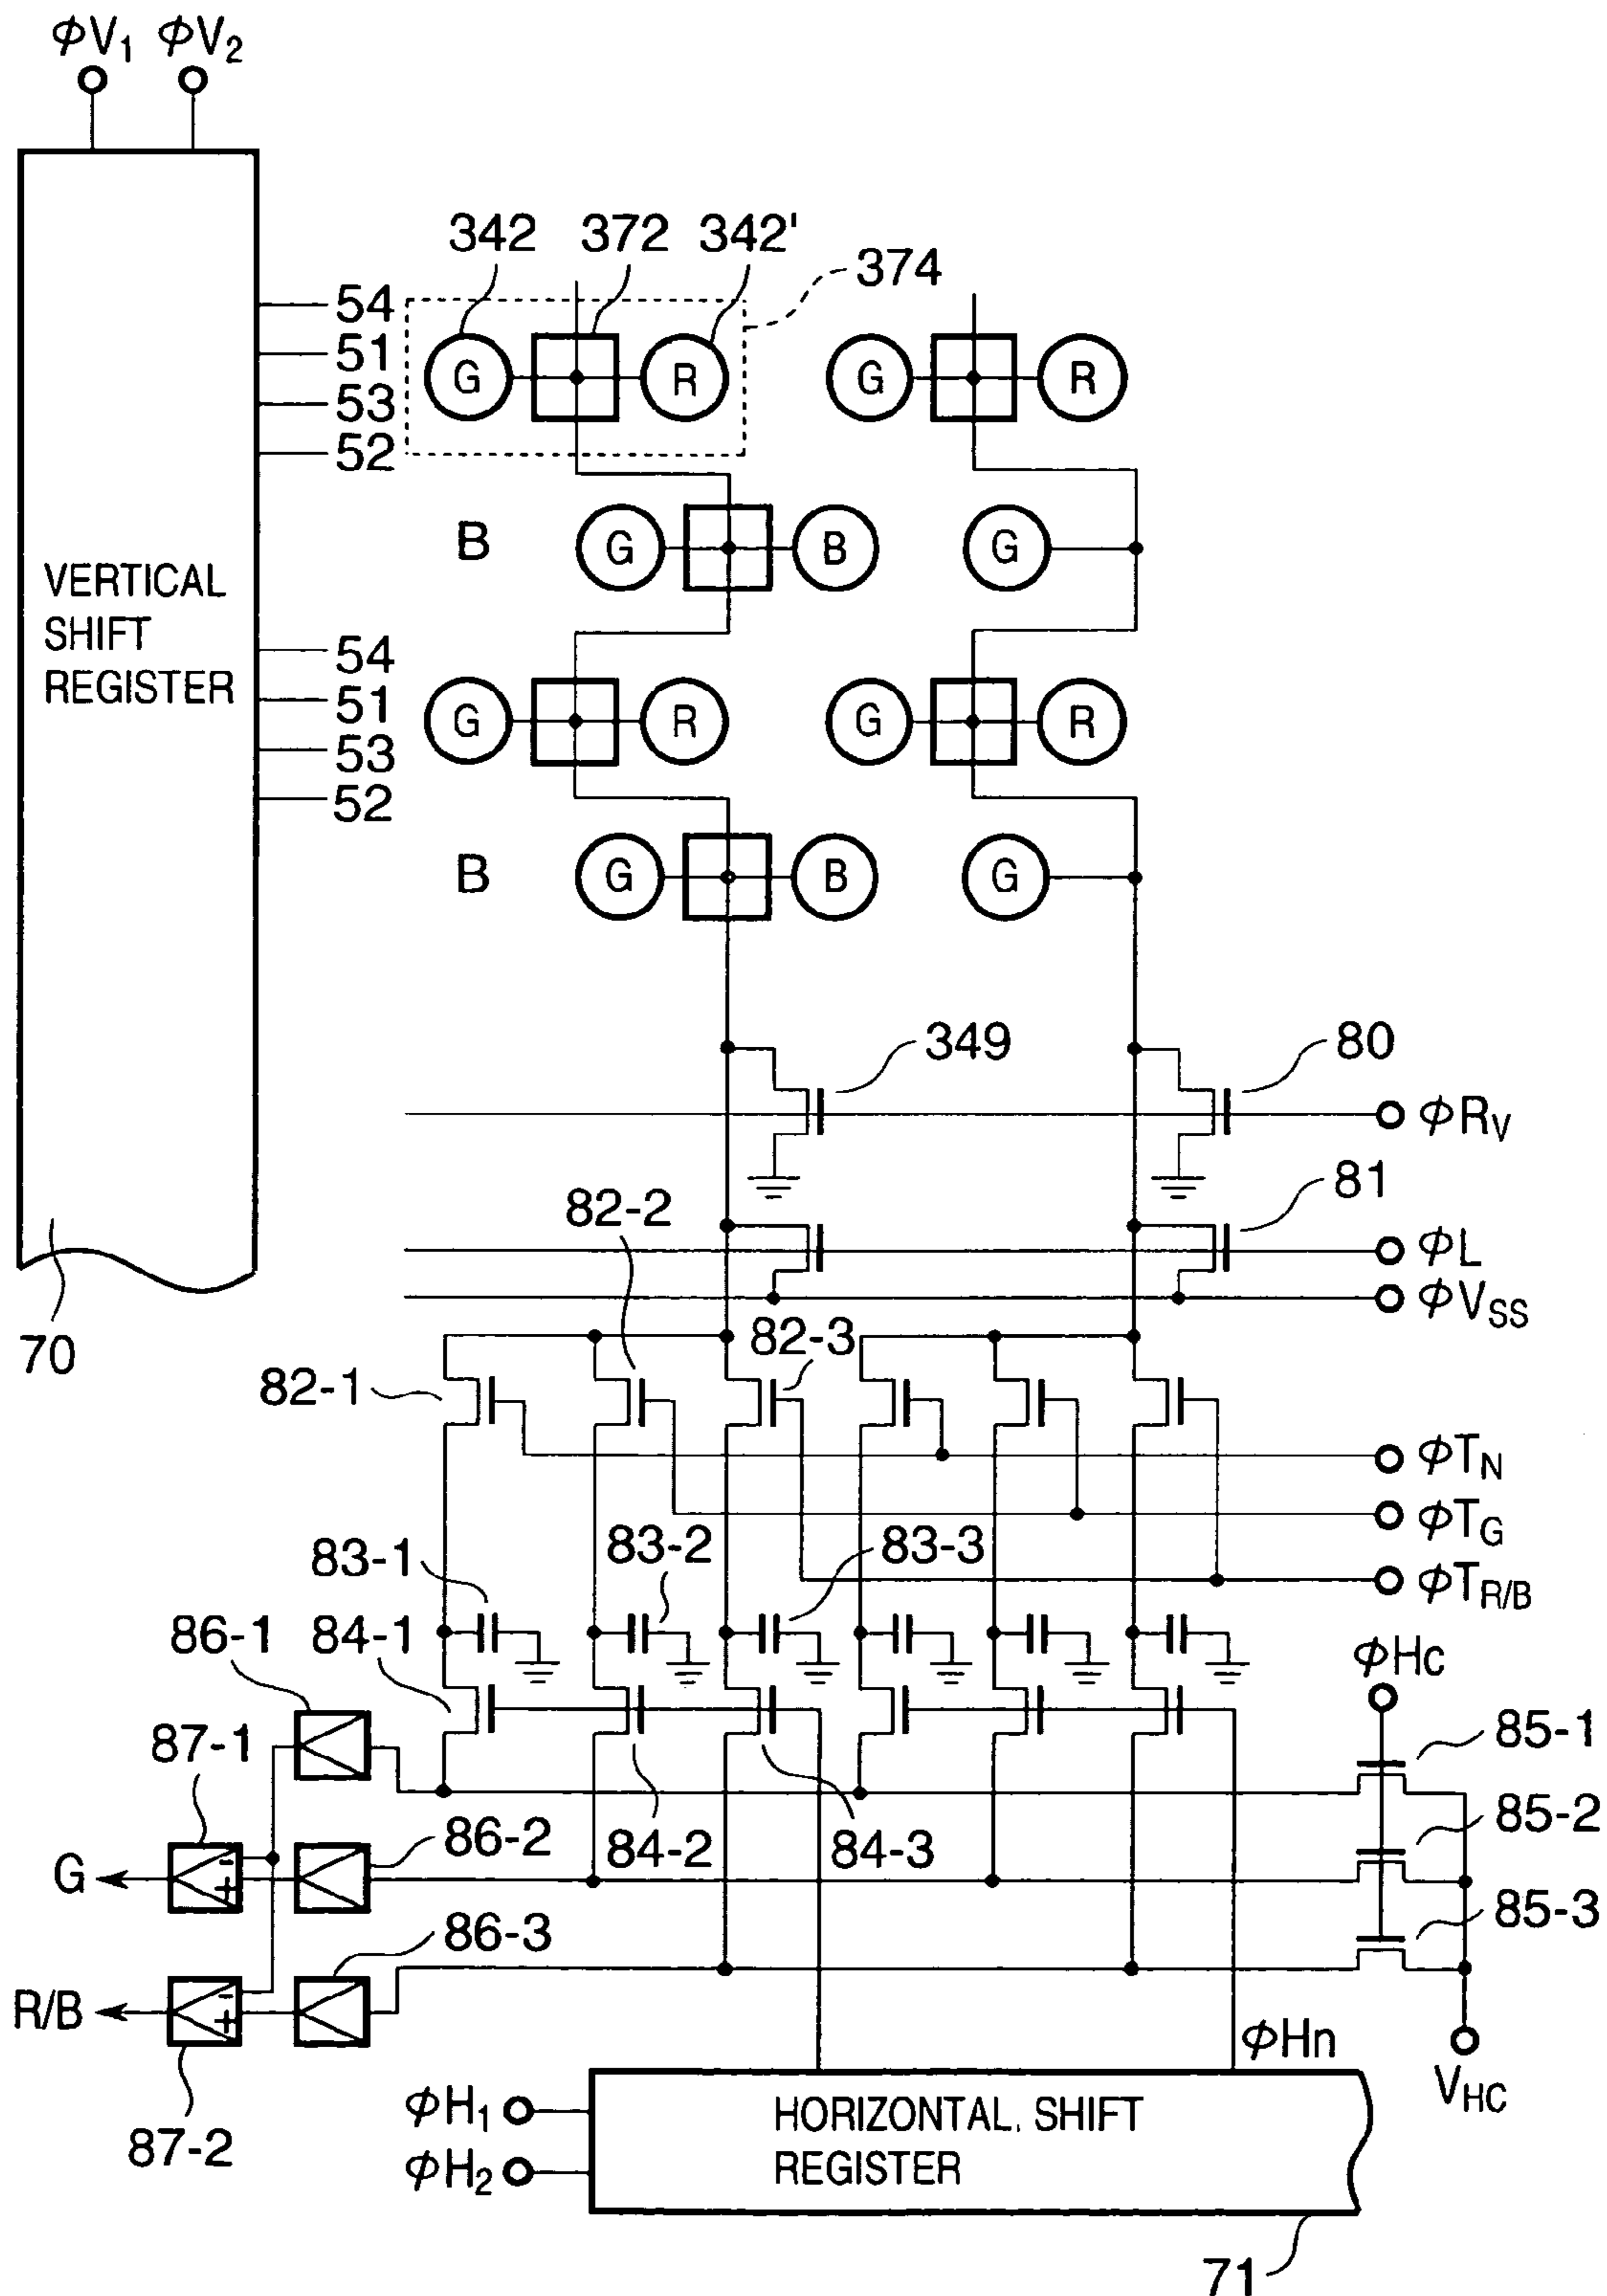 ϕV1 ϕV2
342 372 342' 374
54
51
53
52
G R G R
B G B G
VERTICAL
SHIFT
REGISTER
54
51
53
52
G R G R
B G B G
349 80
ϕRV
82-2 81
ϕL
ϕVSS
70
82-1 82-3
ϕTN
ϕTG
83-1 83-2 83-3
ϕTR/B
86-1 84-1
ϕHc
87-1 85-1
86-2 84-2 84-3 85-2
G - +
86-3 85-3
R/B - +
ϕHn
87-2
VHC
ϕH1
ϕH2
HORIZONTAL. SHIFT
REGISTER
71